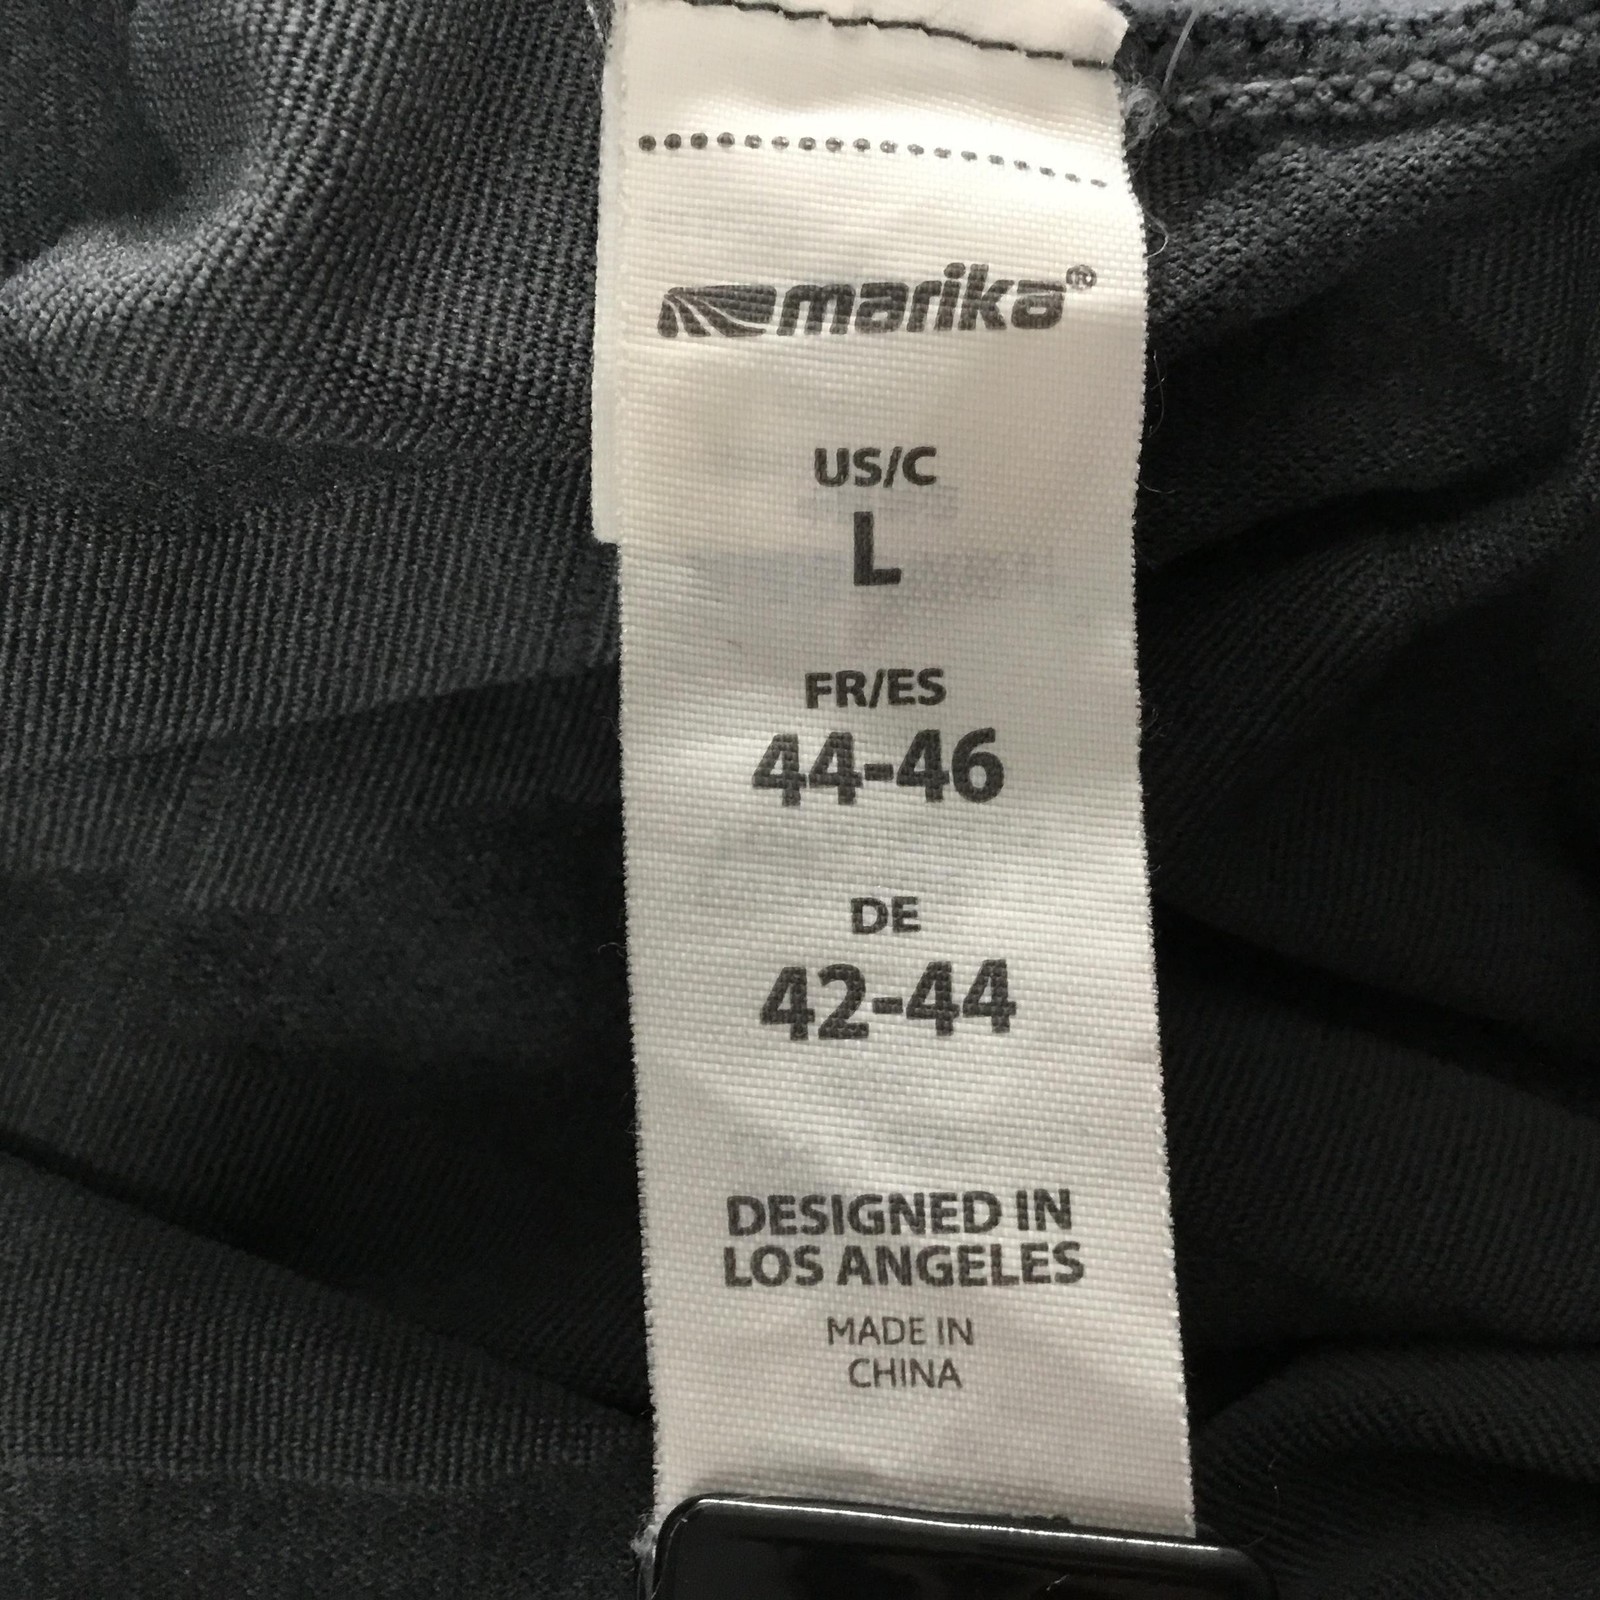 marika®
US/C
L
FR/ES
44-46
DE
42-44
DESIGNED IN
LOS ANGELES
MADE IN
CHINA